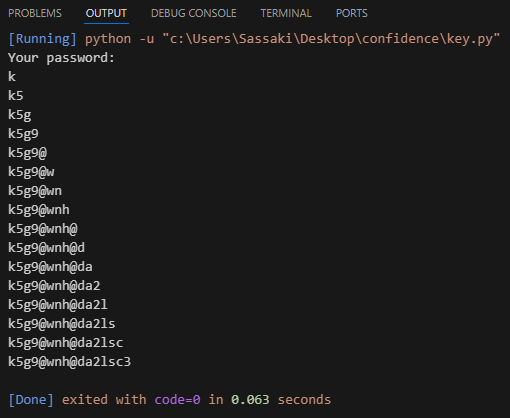 PROBLEMS OUTPUT DEBUG CONSOLE TERMINAL PORTS
[Running] python -u "c:\Users\Sassaki\Desktop\confidence\key.py"
Your password:
k
k5
k5g
k5g9
k5g9@
k5g9@w
k5g9@wn
k5g9@wnh
k5g9@wnh@
k5g9@wnh@d
k5g9@wnh@da
k5g9@wnh@da2
k5g9@wnh@da2l
k5g9@wnh@da2ls
k5g9@wnh@da2lsc
k5g9@wnh@da2lsc3
[Done] exited with code=0 in 0.063 seconds